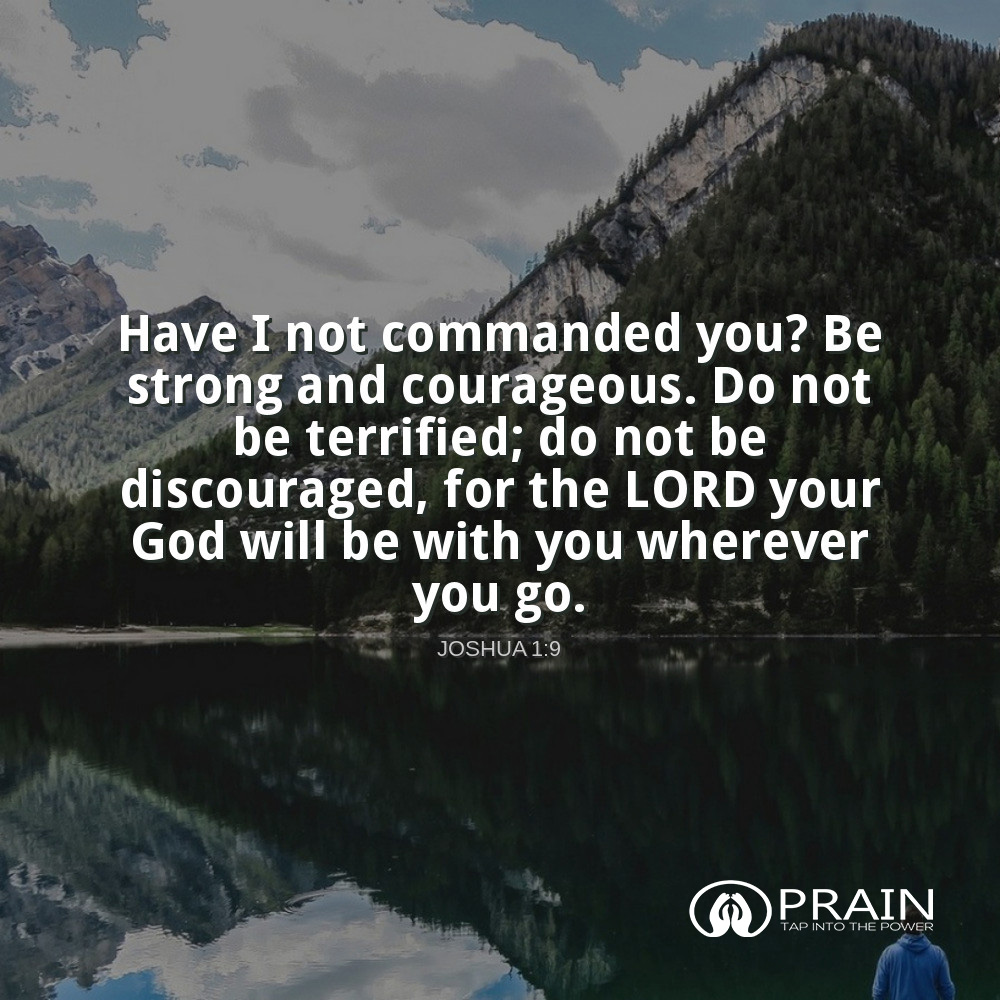 Have I not commanded you? Be
strong and courageous. Do not
be terrified; do not be
discouraged, for the LORD your
God will be with you wherever
you go.
JOSHUA 1:9
PRAIN
TAP INTO THE POWER